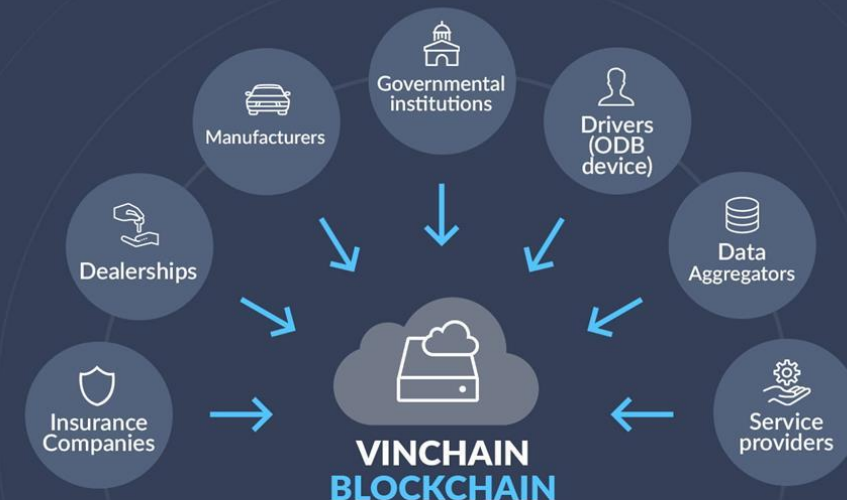 Governmental
institutions
Manufacturers
Drivers
(ODB
device)
Dealerships
Data
Aggregators
Insurance
Companies
Service
providers
VINCHAIN
BLOCKCHAIN